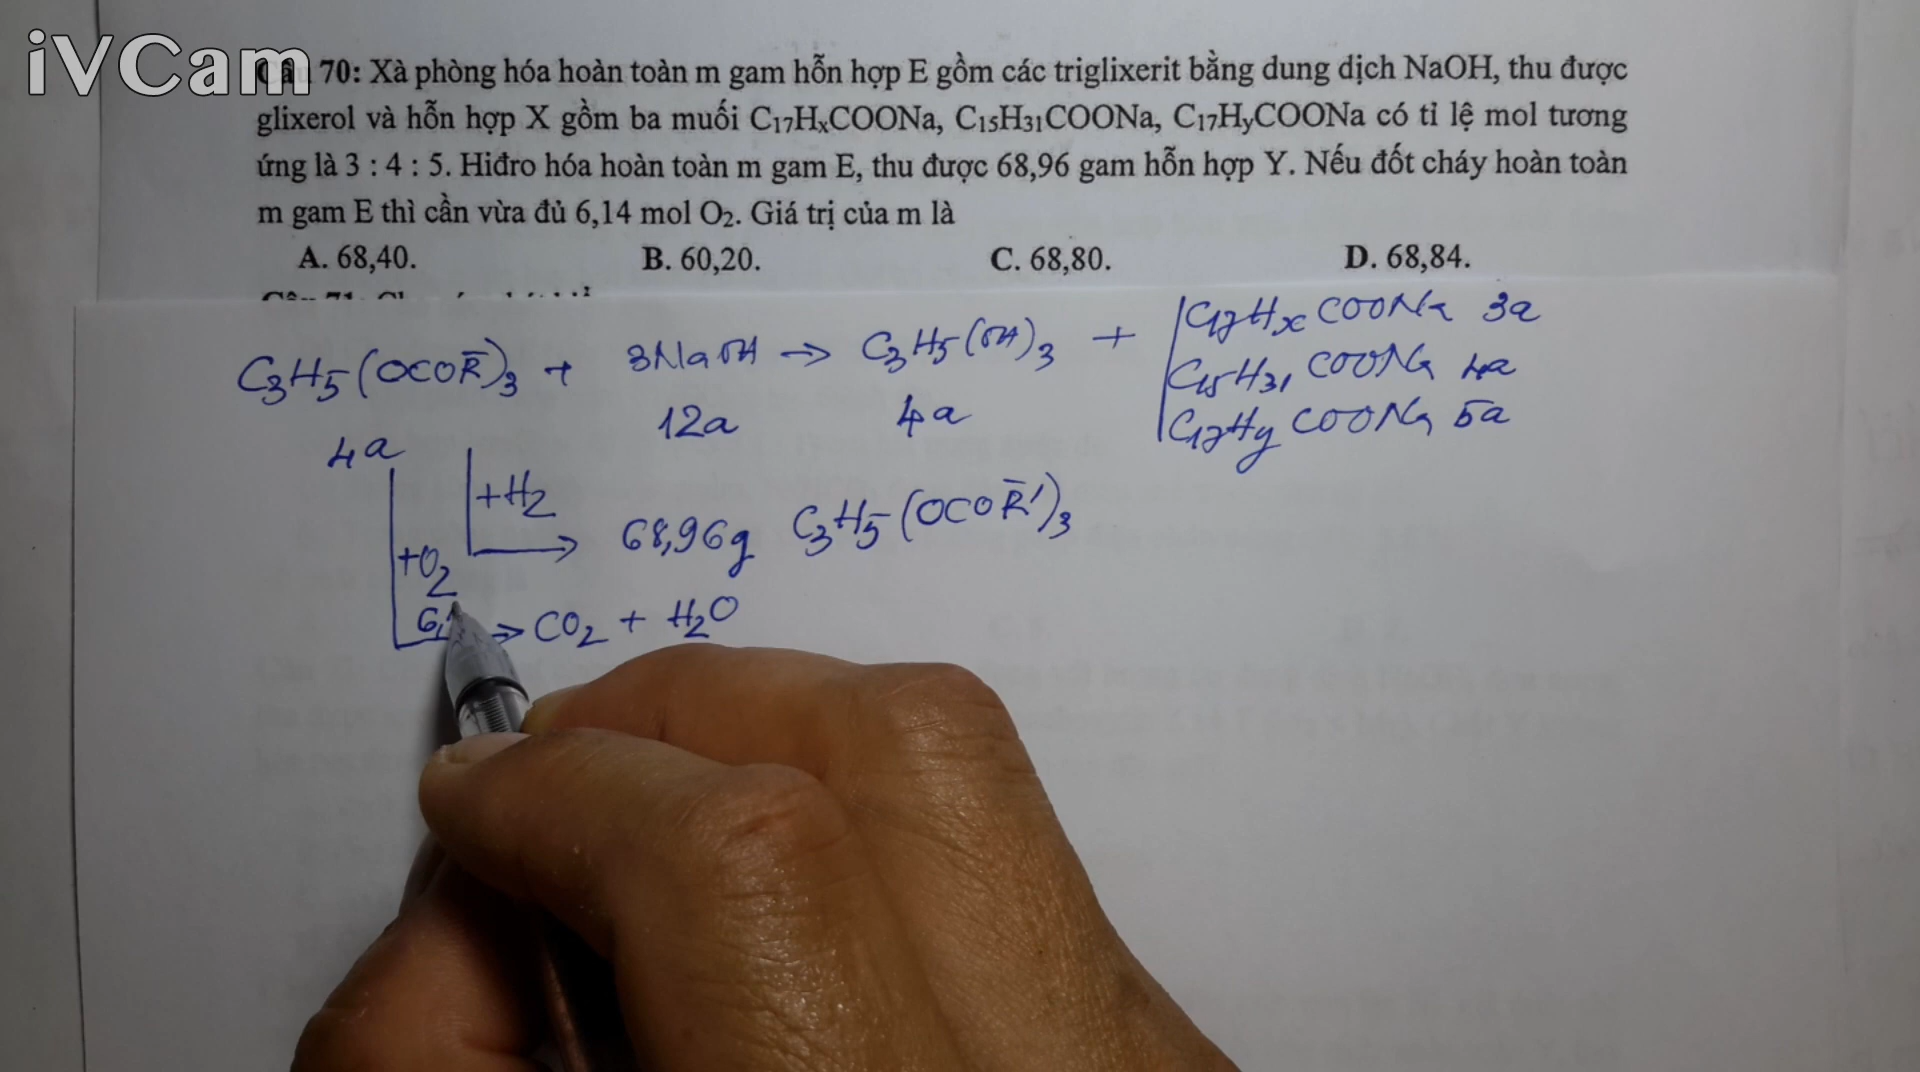 iVCam
Câu 70: Xà phòng hóa hoàn toàn m gam hỗn hợp E gồm các triglixerit bằng dung dịch NaOH, thu được
glixerol và hỗn hợp X gồm ba muối C₁₇HₓCOONa, C₁₅H₃₁COONa, C₁₇HᵧCOONa có tỉ lệ mol tương
ứng là 3 : 4 : 5. Hiđro hóa hoàn toàn m gam E, thu được 68,96 gam hỗn hợp Y. Nếu đốt cháy hoàn toàn
m gam E thì cần vừa đủ 6,14 mol O₂. Giá trị của m là
A. 68,40. B. 60,20. C. 68,80. D. 68,84.
C₁₇HₓCOONa 3a
C₃H₅(OCOR̄)₃ + 3NaOH → C₃H₅(OH)₃ + C₁₅H₃₁COONa 4a
4a 12a 4a C₁₇HᵧCOONa 5a
+H₂ 68,96g C₃H₅(OCOR̄')₃
+O₂
6, → CO₂ + H₂O